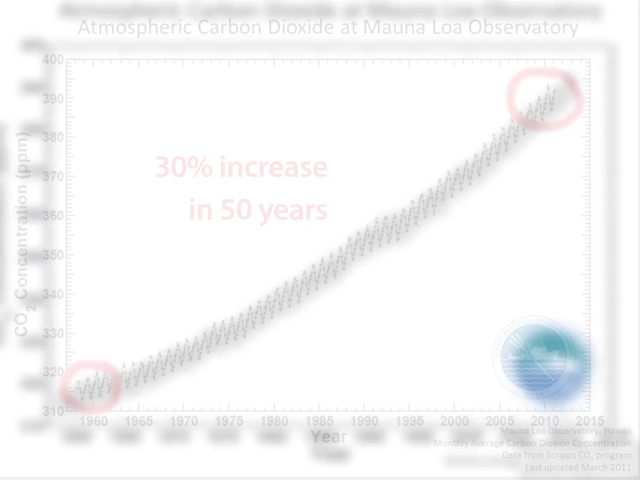 Atmospheric Carbon Dioxide at Mauna Loa Observatory
400
390
380
370
360
350
340
330
320
310
CO2 Concentration (ppm)
30% increase
in 50 years
1960 1965 1970 1975 1980 1985 1990 1995 2000 2005 2010 2015
Year
Mauna Loa Observatory, Hawaii
Monthly Average Carbon Dioxide Concentration
Data from Scripps CO2 program
Last updated March 2011